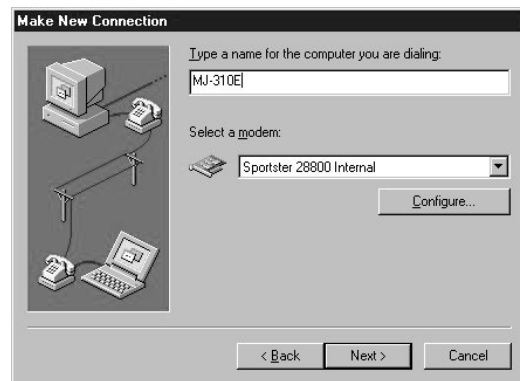 Make New Connection
Type a name for the computer you are dialing:
MJ-310E
Select a modem:
Sportster 28800 Internal
Configure...
< Back
Next >
Cancel